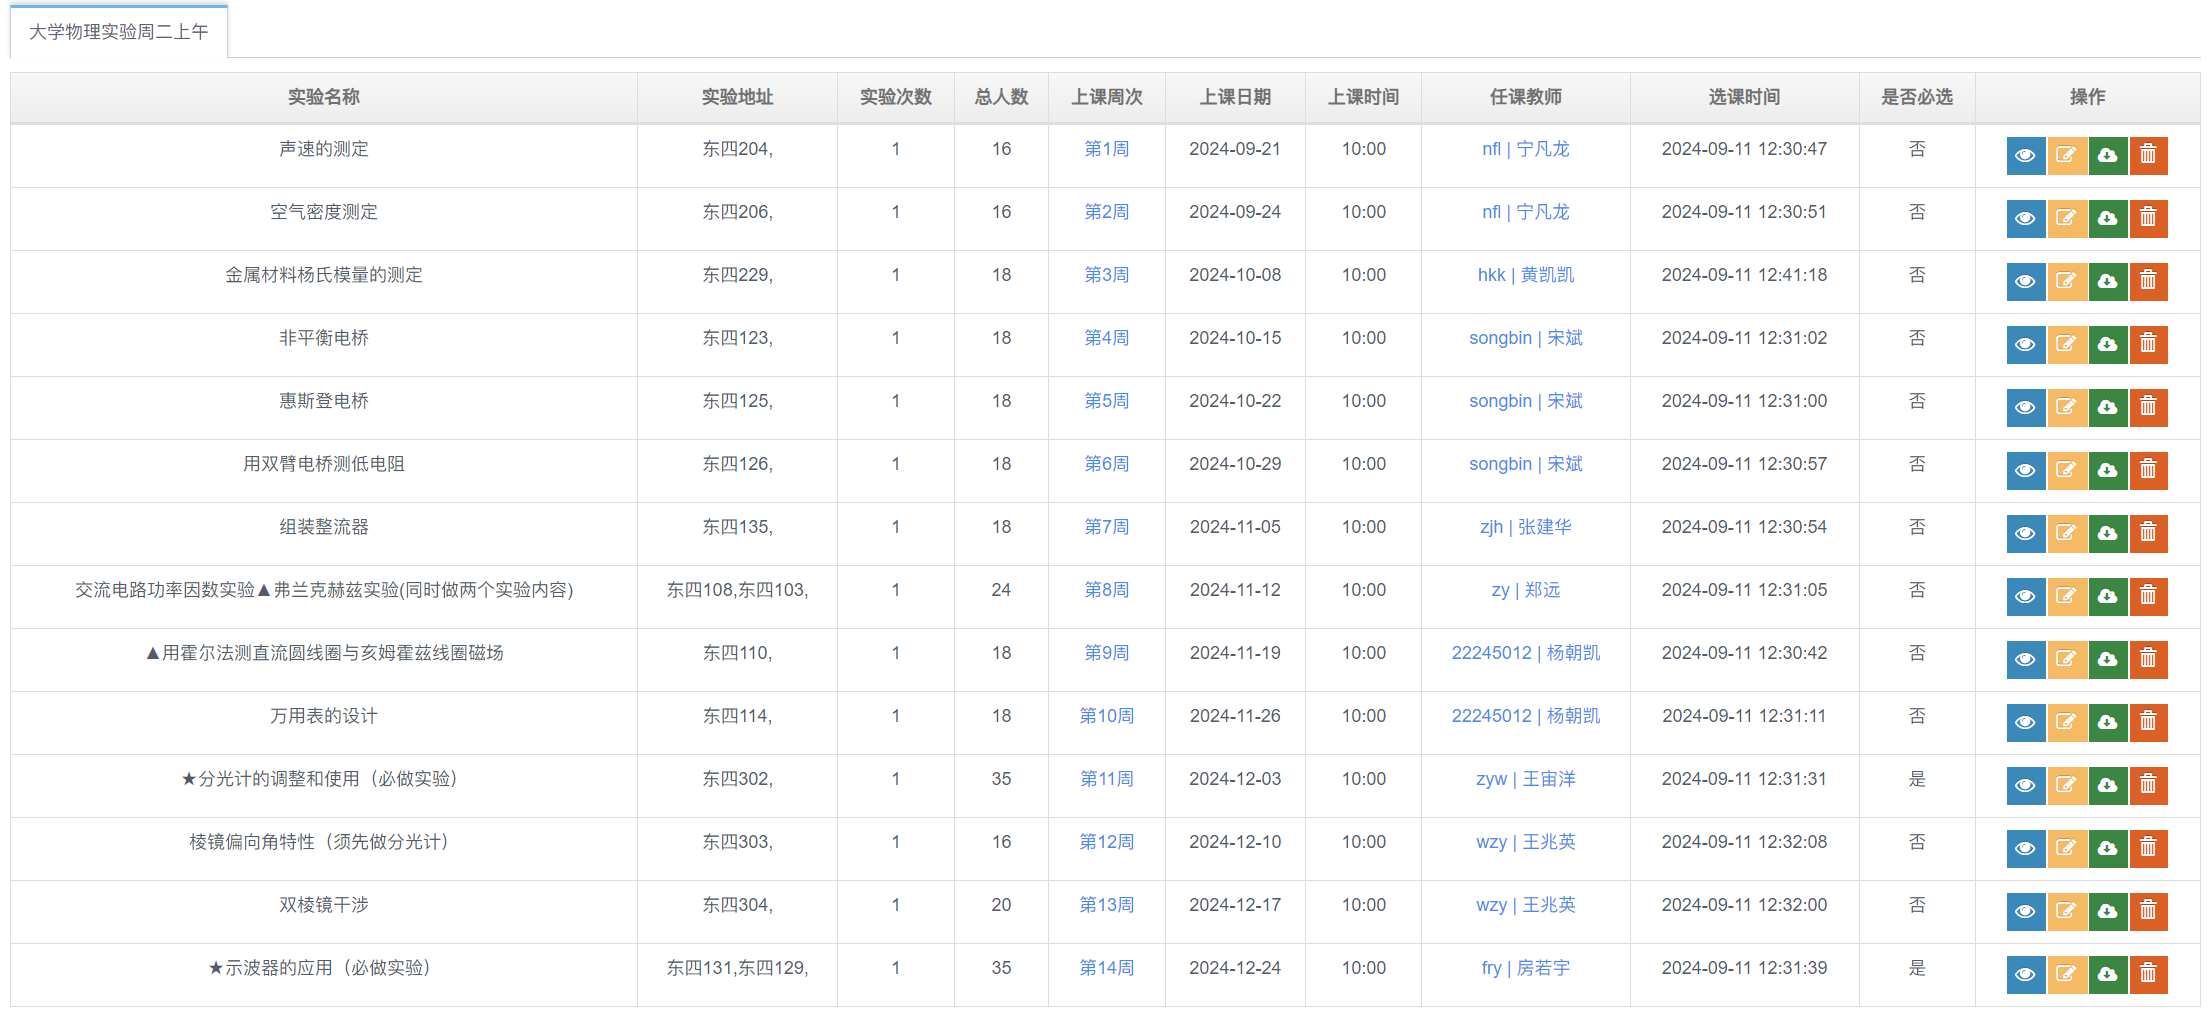 大学物理实验周二上午
实验名称 实验地址 实验次数 总人数 上课周次 上课日期 上课时间 任课教师 选课时间 是否必选 操作
声速的测定 东四204, 1 16 第1周 2024-09-21 10:00 nfl | 宁凡龙 2024-09-11 12:30:47 否
空气密度测定 东四206, 1 16 第2周 2024-09-24 10:00 nfl | 宁凡龙 2024-09-11 12:30:51 否
金属材料杨氏模量的测定 东四229, 1 18 第3周 2024-10-08 10:00 hkk | 黄凯凯 2024-09-11 12:41:18 否
非平衡电桥 东四123, 1 18 第4周 2024-10-15 10:00 songbin | 宋斌 2024-09-11 12:31:02 否
惠斯登电桥 东四125, 1 18 第5周 2024-10-22 10:00 songbin | 宋斌 2024-09-11 12:31:00 否
用双臂电桥测低电阻 东四126, 1 18 第6周 2024-10-29 10:00 songbin | 宋斌 2024-09-11 12:30:57 否
组装整流器 东四135, 1 18 第7周 2024-11-05 10:00 zjh | 张建华 2024-09-11 12:30:54 否
交流电路功率因数实验▲弗兰克赫兹实验(同时做两个实验内容) 东四108,东四103, 1 24 第8周 2024-11-12 10:00 zy | 郑远 2024-09-11 12:31:05 否
▲用霍尔法测直流圆线圈与亥姆霍兹线圈磁场 东四110, 1 18 第9周 2024-11-19 10:00 22245012 | 杨朝凯 2024-09-11 12:30:42 否
万用表的设计 东四114, 1 18 第10周 2024-11-26 10:00 22245012 | 杨朝凯 2024-09-11 12:31:11 否
★分光计的调整和使用（必做实验） 东四302, 1 35 第11周 2024-12-03 10:00 zyw | 王宙洋 2024-09-11 12:31:31 是
棱镜偏向角特性（须先做分光计） 东四303, 1 16 第12周 2024-12-10 10:00 wzy | 王兆英 2024-09-11 12:32:08 否
双棱镜干涉 东四304, 1 20 第13周 2024-12-17 10:00 wzy | 王兆英 2024-09-11 12:32:00 否
★示波器的应用（必做实验） 东四131,东四129, 1 35 第14周 2024-12-24 10:00 fry | 房若宇 2024-09-11 12:31:39 是